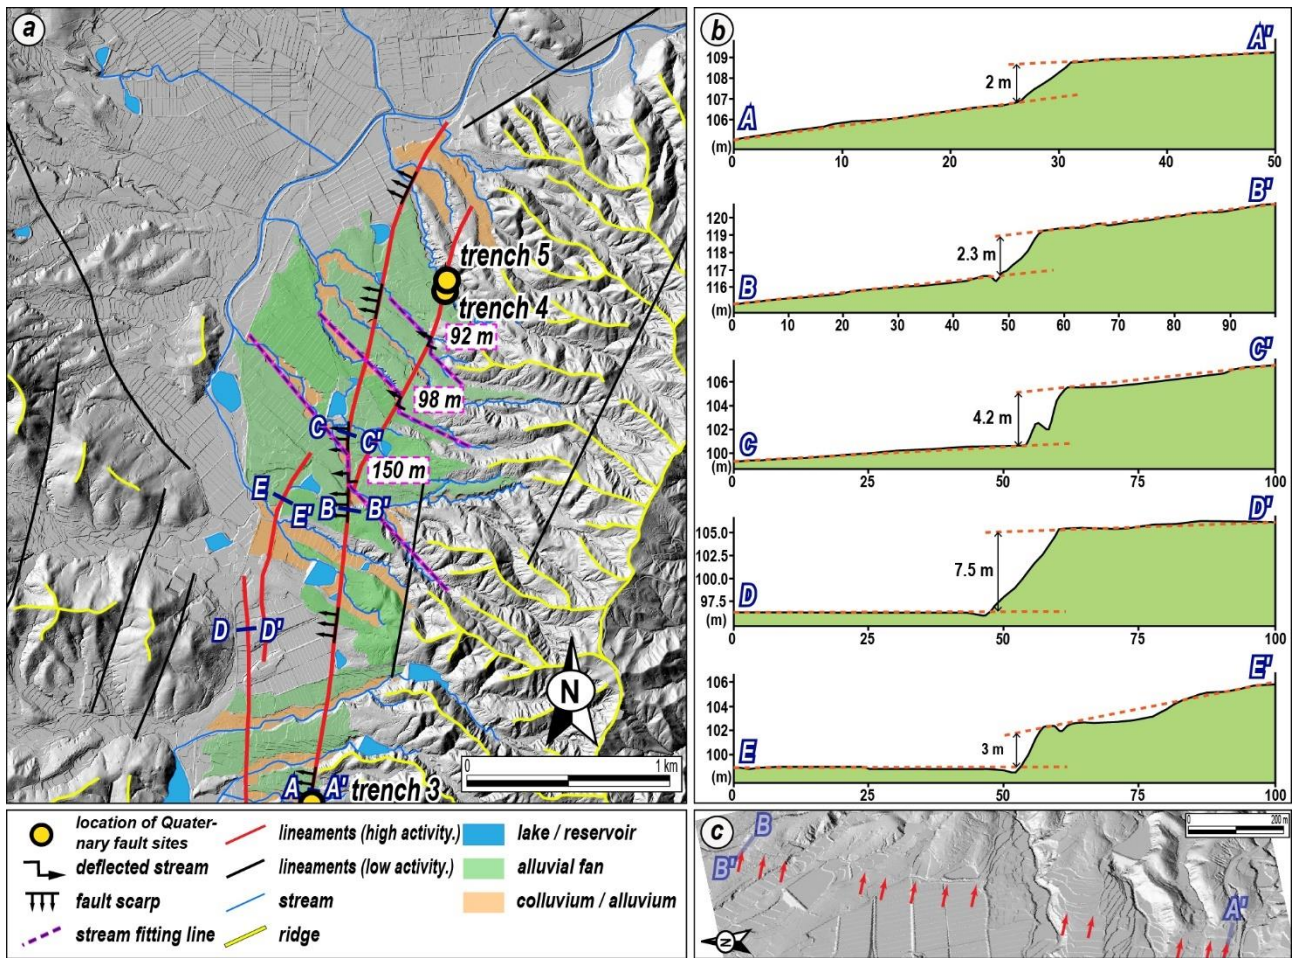 a
trench 5
trench 4
92 m
98 m
C
C'
150 m
E
E'
B
B'
D
D'
N
0
1 km
A
A'
trench 3
location of Quater-
nary fault sites
deflected stream
fault scarp
stream fitting line
lineaments (high activity.)
lineaments (low activity.)
stream
ridge
lake / reservoir
alluvial fan
colluvium / alluvium
b
A'
109
108
107
106
(m)
2 m
A
0
10
20
30
40
50
B'
120
119
117
116
(m)
2.3 m
B
0
10
20
30
40
50
60
70
80
90
C'
106
104
102
100
(m)
4.2 m
C
0
25
50
75
100
D'
105.0
102.5
100.0
97.5
(m)
7.5 m
D
0
25
50
75
100
E'
106
104
102
100
(m)
3 m
E
0
25
50
75
100
c
B
B'
A'
N
0
200 m